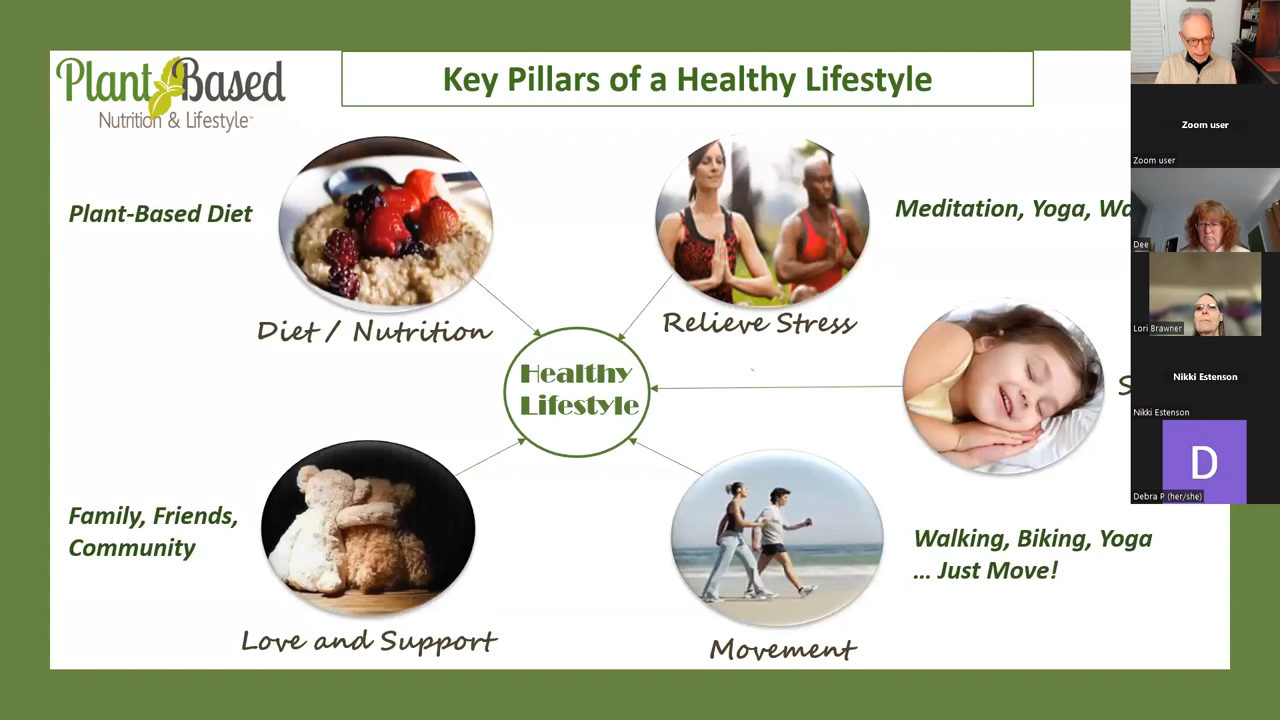 Plant Based
Nutrition & Lifestyle
Key Pillars of a Healthy Lifestyle
Plant-Based Diet
Diet / Nutrition
Meditation, Yoga,
Relieve Stress
Healthy
Lifestyle
Family, Friends,
Community
Love and Support
Walking, Biking, Yoga
... Just Move!
Movement
Zoom user
Zoom user
Dee
Lori Brawner
Nikki Estenson
Nikki Estenson
D
Debra P (her/she)